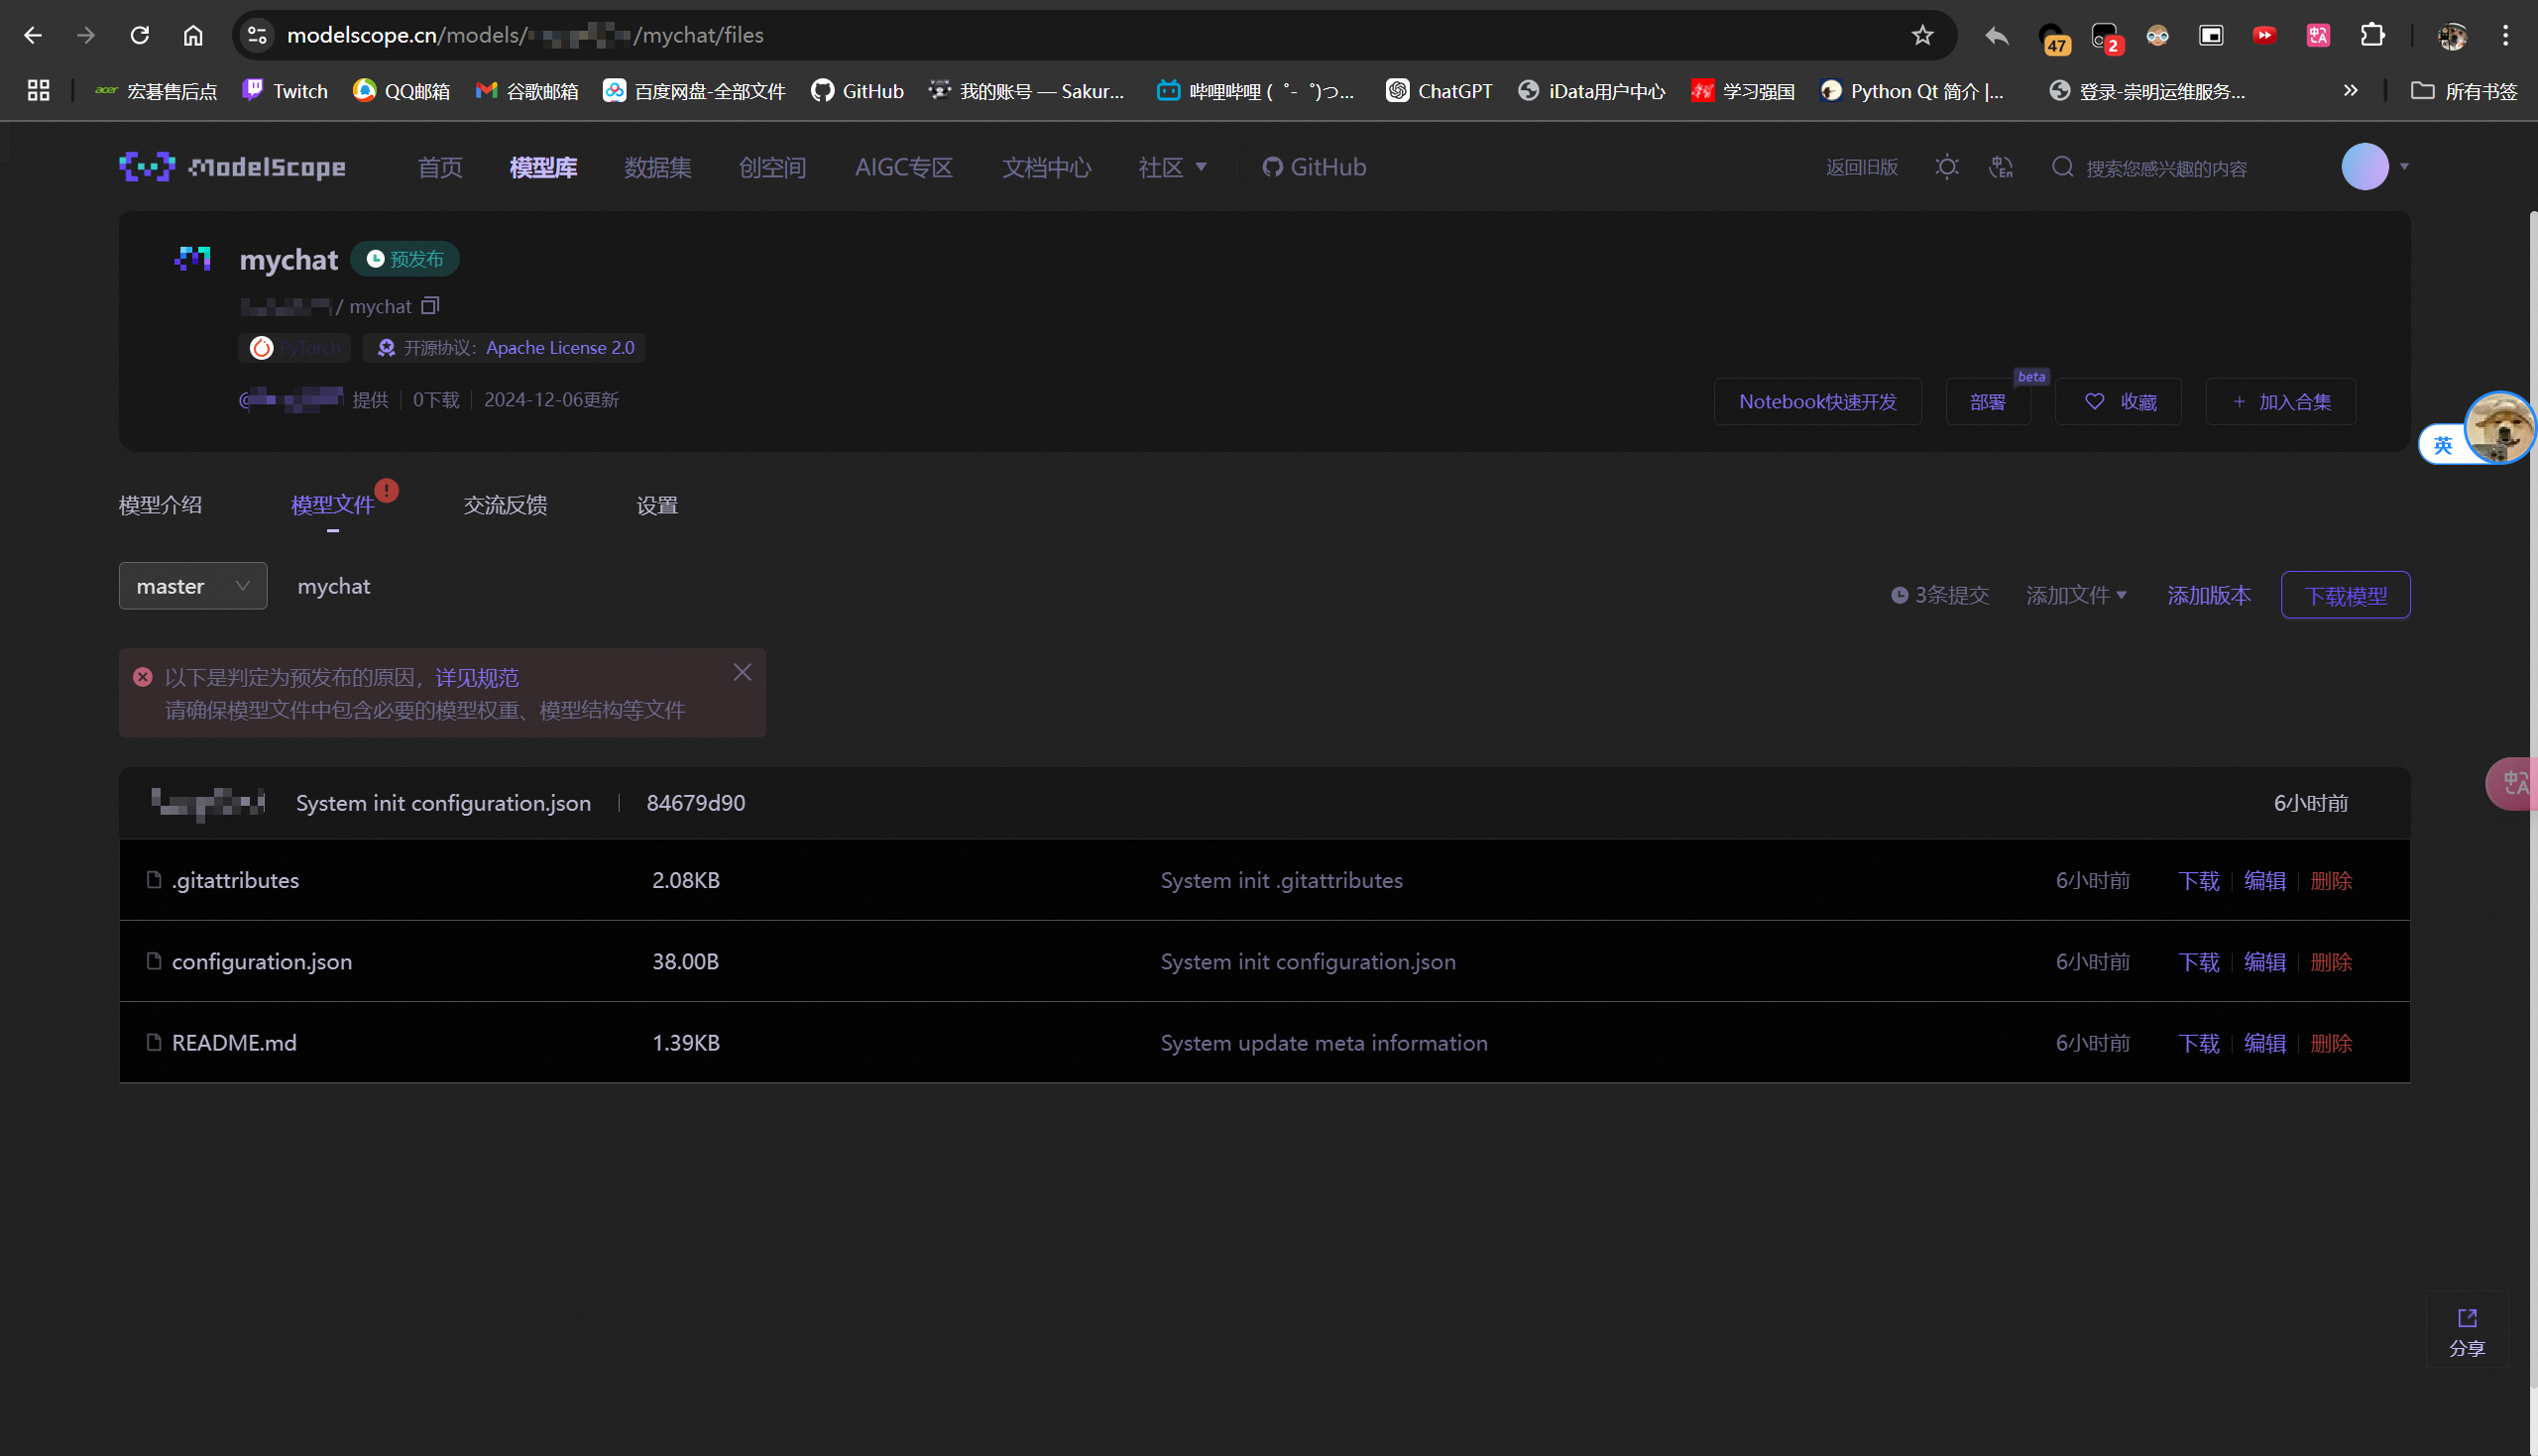 modelscope.cn/models/ /mychat/files
47
2
acer 宏碁售后点 Twitch QQ邮箱 谷歌邮箱 百度网盘-全部文件 GitHub 我的账号 — Sakur... 哔哩哔哩 ( ゜- ゜)つ... ChatGPT iData用户中心 学习强国 Python Qt 简介 |... 登录-崇明运维服务... » 所有书签
ModelScope 首页 模型库 数据集 创空间 AIGC专区 文档中心 社区 GitHub 返回旧版 搜索您感兴趣的内容
mychat 预发布
/ mychat
PyTorch 开源协议: Apache License 2.0
@ 提供 0下载 2024-12-06更新
Notebook快速开发 部署 beta 收藏 + 加入合集
英
模型介绍 模型文件 交流反馈 设置
master mychat
3条提交 添加文件 添加版本 下载模型
以下是判定为预发布的原因，详见规范
请确保模型文件中包含必要的模型权重、模型结构等文件
System init configuration.json | 84679d90 6小时前
.gitattributes 2.08KB System init .gitattributes 6小时前 下载 编辑 删除
configuration.json 38.00B System init configuration.json 6小时前 下载 编辑 删除
README.md 1.39KB System update meta information 6小时前 下载 编辑 删除
分享